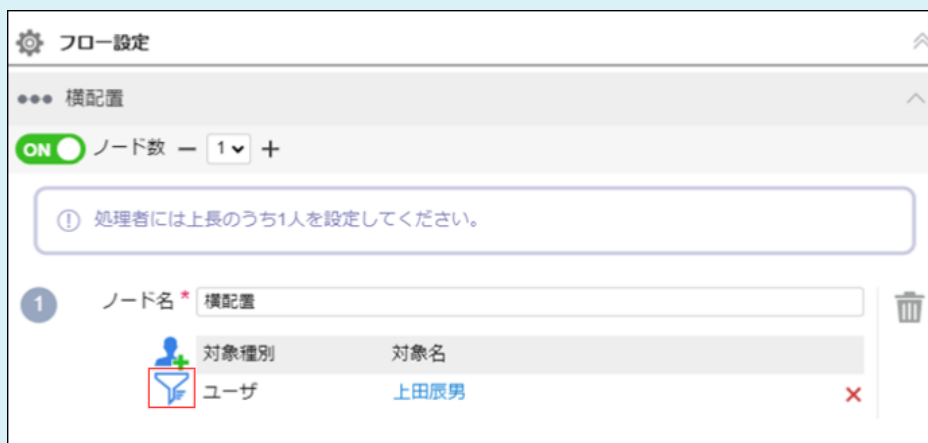 フロー設定
横配置
ON ノード数 － 1 ＋
処理者には上長のうち1人を設定してください。
1 ノード名 * 横配置
対象種別 対象名
ユーザ 上田辰男